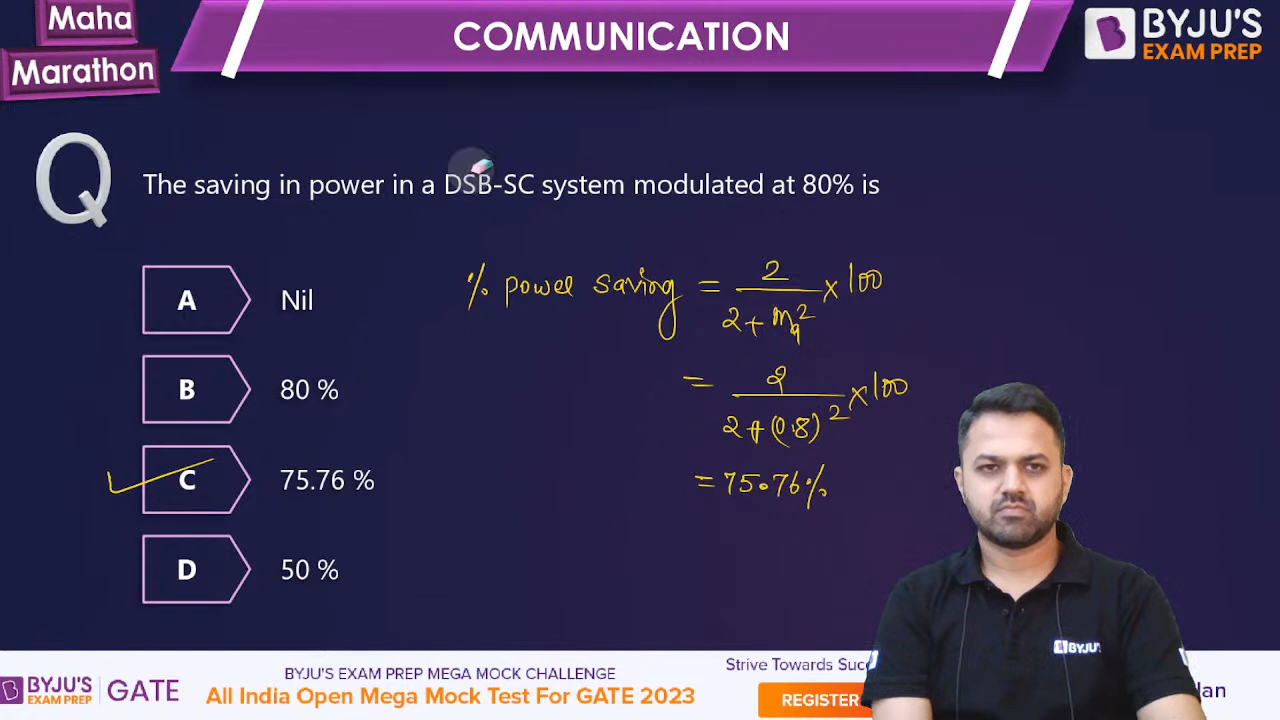 Maha
Marathon
COMMUNICATION
BYJU'S
EXAM PREP
Q
The saving in power in a DSB-SC system modulated at 80% is
A Nil
B 80 %
C 75.76 %
D 50 %
% power saving = 2/(2 + ma²) × 100
= 2/(2 + (0.8)²) × 100
= 75.76%
BYJU'S
BYJU'S
EXAM PREP
GATE
BYJU'S EXAM PREP MEGA MOCK CHALLENGE
All India Open Mega Mock Test For GATE 2023
Strive Towards
REGISTER